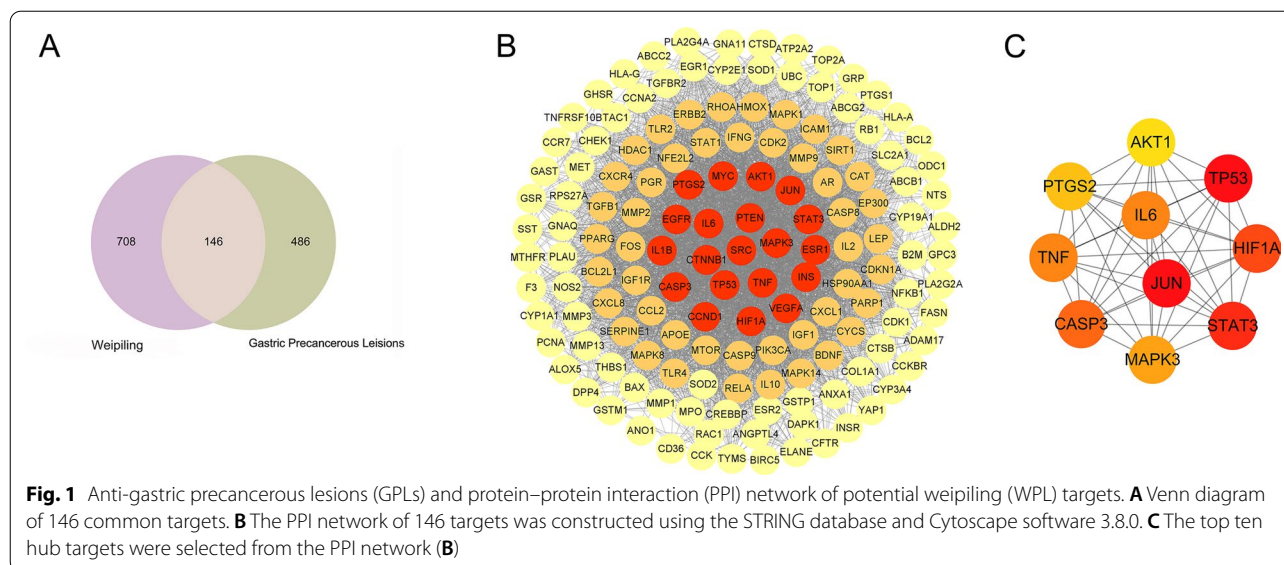 A
708
146
486
Weipiling
Gastric Precancerous Leisions
B
PLA2G4A
GNA11
CTSD
ATP2A2
ABCC2
EGR1
CYP2E1
SOD1
UBC
TOP2A
HLA-G
TGFBR2
TOP1
GRP
GHSR
CCNA2
ERBB2
RHOA
HMOX1
MAPK1
ABCG2
PTGS1
TNFRSF10B
TAC1
TLR2
STAT1
IFNG
CDK2
ICAM1
RB1
HLA-A
CCR7
CHEK1
HDAC1
NFE2L2
MMP9
SIRT1
SLC2A1
BCL2
GAST
MET
CXCR4
PGR
PTGS2
MYC
AKT1
JUN
AR
CAT
ABCB1
ODC1
GSR
RPS27A
TGFB1
MMP2
EGFR
IL6
PTEN
STAT3
CASP8
EP300
CYP19A1
NTS
SST
GNAQ
PPARG
FOS
IL1B
CTNNB1
SRC
MAPK3
ESR1
IL2
LEP
B2M
ALDH2
MTHFR
PLAU
BCL2L1
IGF1R
CASP3
TP53
TNF
INS
HSP90AA1
CDKN1A
NFKB1
GPC3
F3
NOS2
CXCL8
CCL2
CCND1
HIF1A
VEGFA
CXCL1
PARP1
CDK1
PLA2G2A
CYP1A1
MMP3
SERPINE1
APOE
IGF1
CYCS
CTSB
FASN
PCNA
MMP13
MAPK8
MTOR
CASP9
PIK3CA
BDNF
COL1A1
ADAM17
ALOX5
THBS1
TLR4
SOD2
RELA
IL10
MAPK14
ANXA1
CCKBR
DPP4
BAX
MMP1
MPO
CREBBP
ESR2
GSTP1
DAPK1
YAP1
CYP3A4
GSTM1
ANO1
RAC1
ANGPTL4
CFTR
INSR
CD36
CCK
TYMS
BIRC5
ELANE
C
AKT1
TP53
PTGS2
IL6
HIF1A
TNF
JUN
CASP3
STAT3
MAPK3
Fig. 1 Anti-gastric precancerous lesions (GPLs) and protein–protein interaction (PPI) network of potential weipiling (WPL) targets. A Venn diagram
of 146 common targets. B The PPI network of 146 targets was constructed using the STRING database and Cytoscape software 3.8.0. C The top ten
hub targets were selected from the PPI network (B)